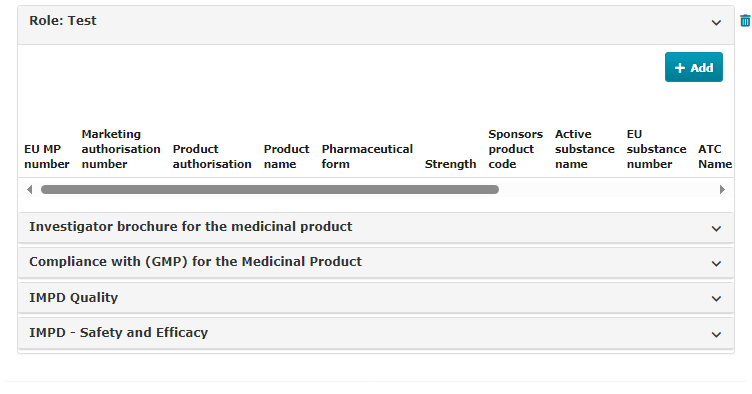 Role: Test
+ Add
EU MP number
Marketing authorisation number
Product authorisation
Product name
Pharmaceutical form
Strength
Sponsors product code
Active substance name
EU substance number
ATC Name
Investigator brochure for the medicinal product
Compliance with (GMP) for the Medicinal Product
IMPD Quality
IMPD - Safety and Efficacy